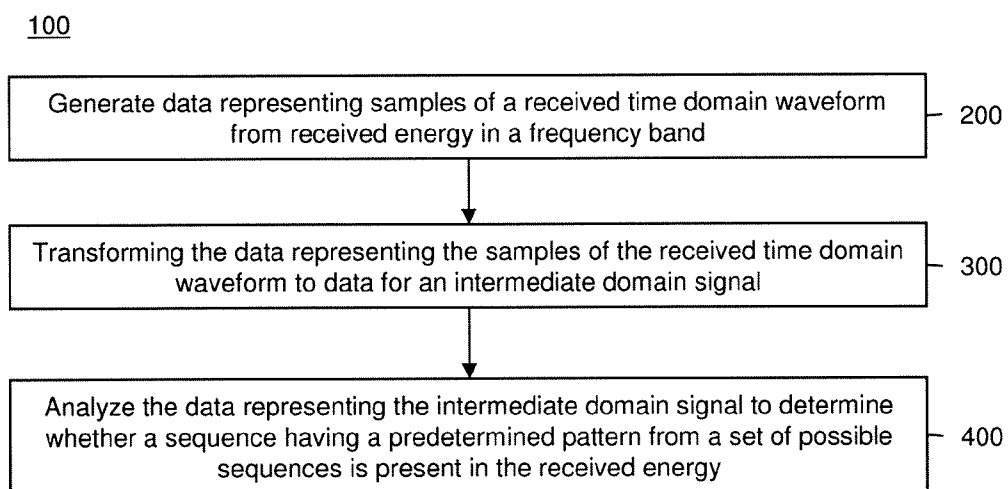 100
Generate data representing samples of a received time domain waveform
from received energy in a frequency band
200
Transforming the data representing the samples of the received time domain
waveform to data for an intermediate domain signal
300
Analyze the data representing the intermediate domain signal to determine
whether a sequence having a predetermined pattern from a set of possible
sequences is present in the received energy
400